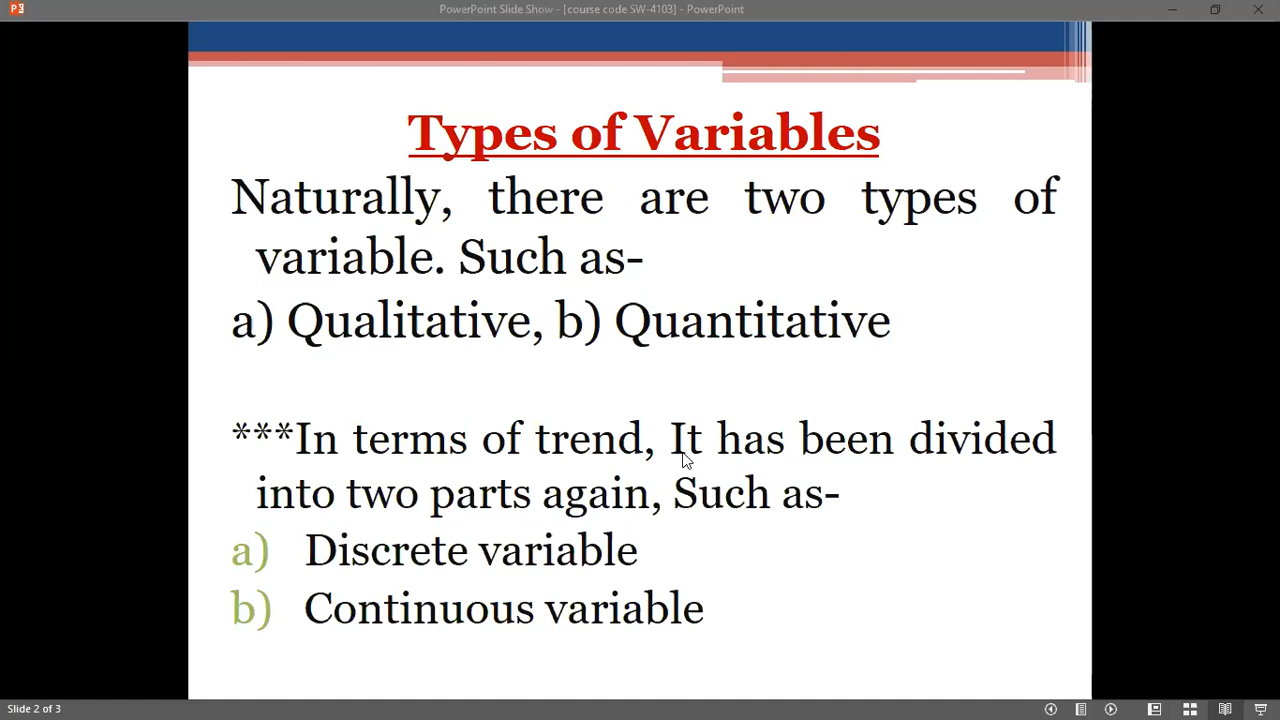 PowerPoint Slide Show - [course code SW-4103] - PowerPoint
Types of Variables
Naturally, there are two types of
variable. Such as-
a) Qualitative, b) Quantitative
***In terms of trend, It has been divided
into two parts again, Such as-
a) Discrete variable
b) Continuous variable
Slide 2 of 3